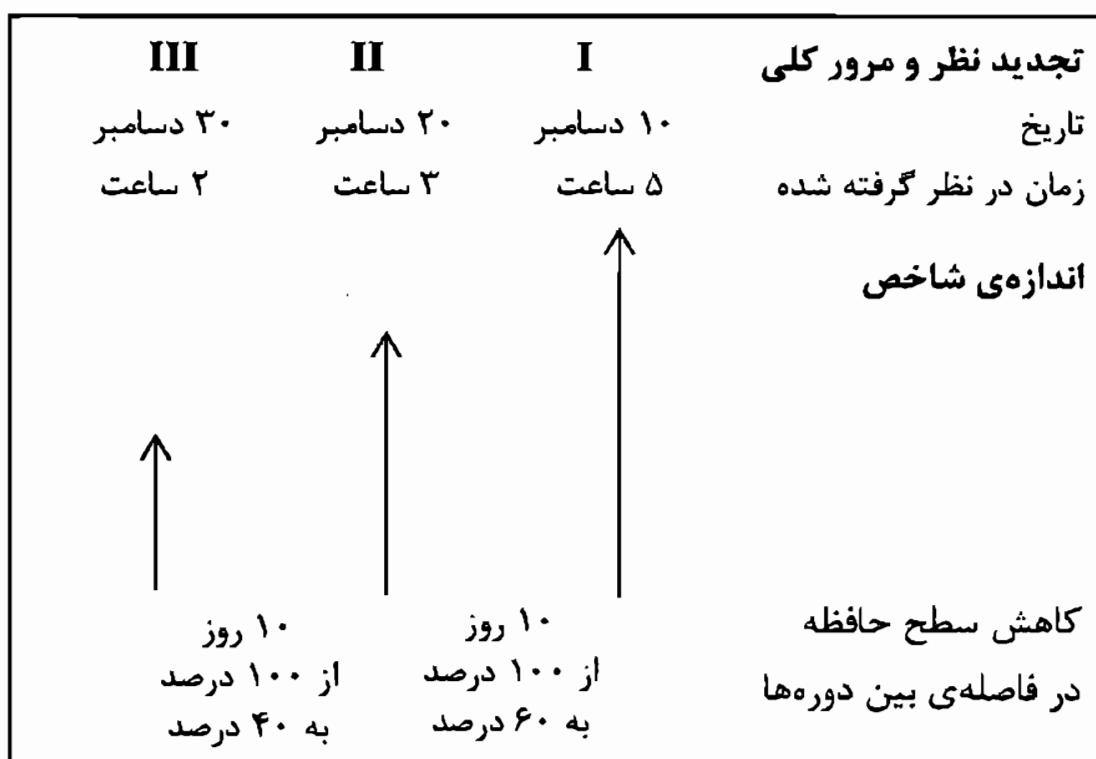 تجدید نظر و مرور کلی I II III
تاریخ ۱۰ دسامبر ۲۰ دسامبر ۳۰ دسامبر
زمان در نظر گرفته شده ۵ ساعت ۳ ساعت ۲ ساعت
اندازه‌ی شاخص
کاهش سطح حافظه ۱۰ روز ۱۰ روز
در فاصله‌ی بین دوره‌ها از ۱۰۰ درصد از ۱۰۰ درصد
به ۶۰ درصد به ۴۰ درصد